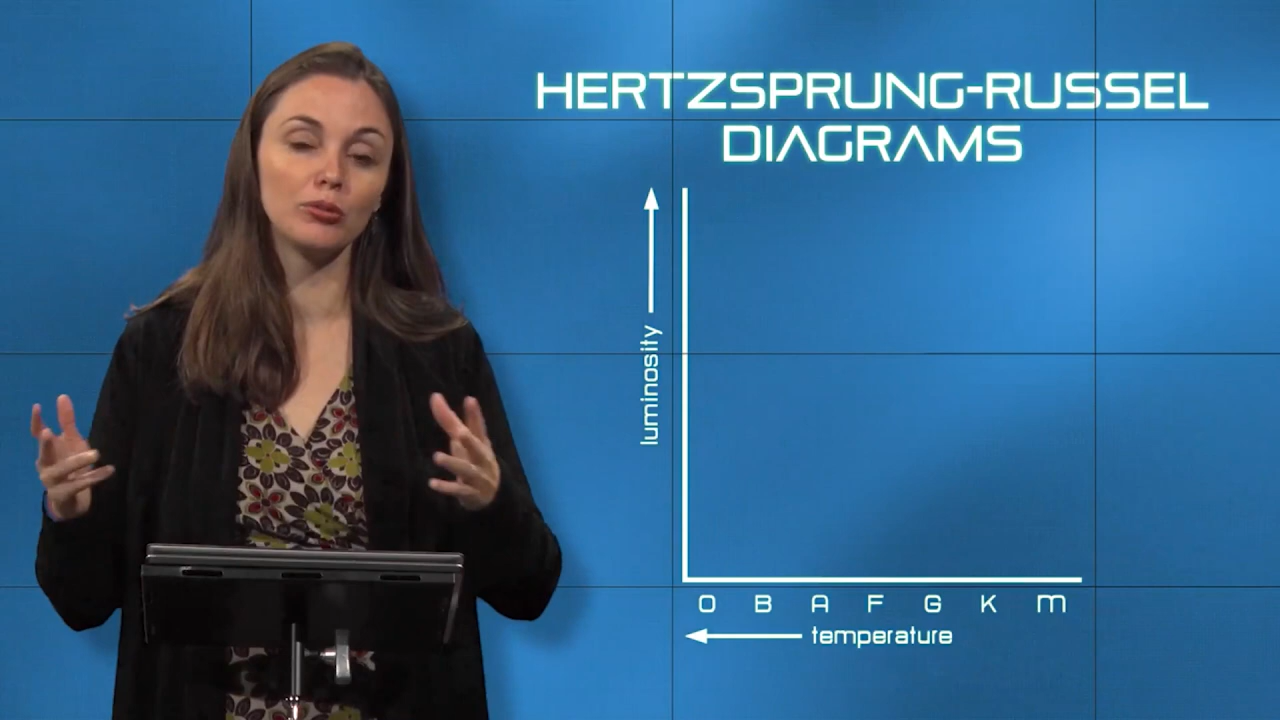 HERTZSPRUNG-RUSSEL
DIAGRAMS
luminosity
O B A F G K M
temperature